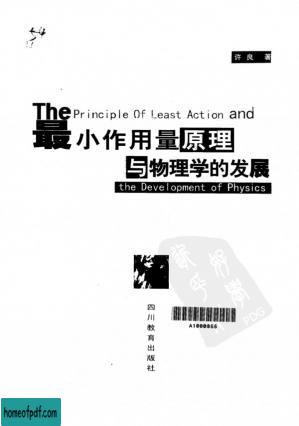 许良 著
The Principle Of Least Action and
最小作用量原理
与物理学的发展
the Development of Physics
四川教育出版社
A1000866
PDG
homeofpdf.com